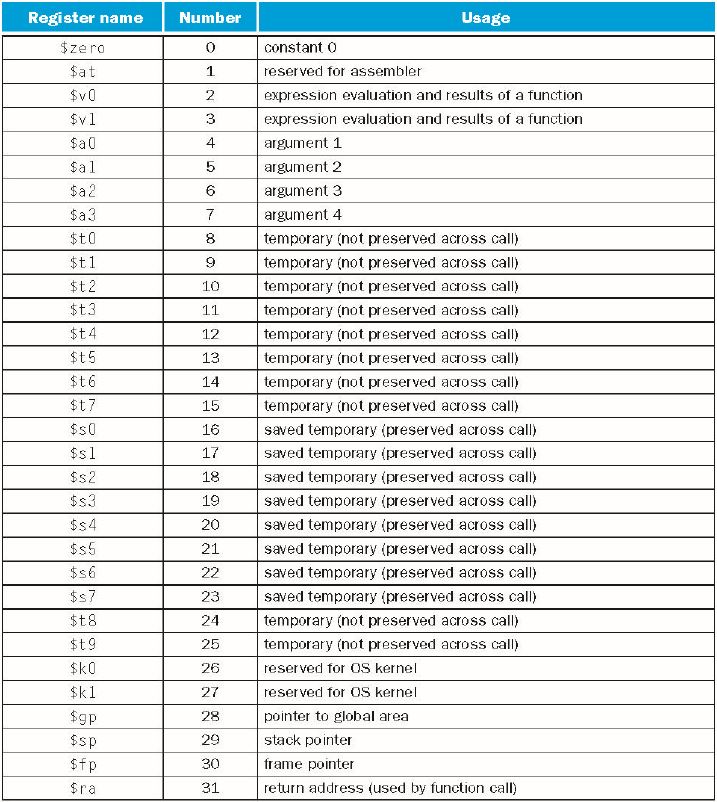 Register name Number Usage
$zero 0 constant 0
$at 1 reserved for assembler
$v0 2 expression evaluation and results of a function
$v1 3 expression evaluation and results of a function
$a0 4 argument 1
$a1 5 argument 2
$a2 6 argument 3
$a3 7 argument 4
$t0 8 temporary (not preserved across call)
$t1 9 temporary (not preserved across call)
$t2 10 temporary (not preserved across call)
$t3 11 temporary (not preserved across call)
$t4 12 temporary (not preserved across call)
$t5 13 temporary (not preserved across call)
$t6 14 temporary (not preserved across call)
$t7 15 temporary (not preserved across call)
$s0 16 saved temporary (preserved across call)
$s1 17 saved temporary (preserved across call)
$s2 18 saved temporary (preserved across call)
$s3 19 saved temporary (preserved across call)
$s4 20 saved temporary (preserved across call)
$s5 21 saved temporary (preserved across call)
$s6 22 saved temporary (preserved across call)
$s7 23 saved temporary (preserved across call)
$t8 24 temporary (not preserved across call)
$t9 25 temporary (not preserved across call)
$k0 26 reserved for OS kernel
$k1 27 reserved for OS kernel
$gp 28 pointer to global area
$sp 29 stack pointer
$fp 30 frame pointer
$ra 31 return address (used by function call)